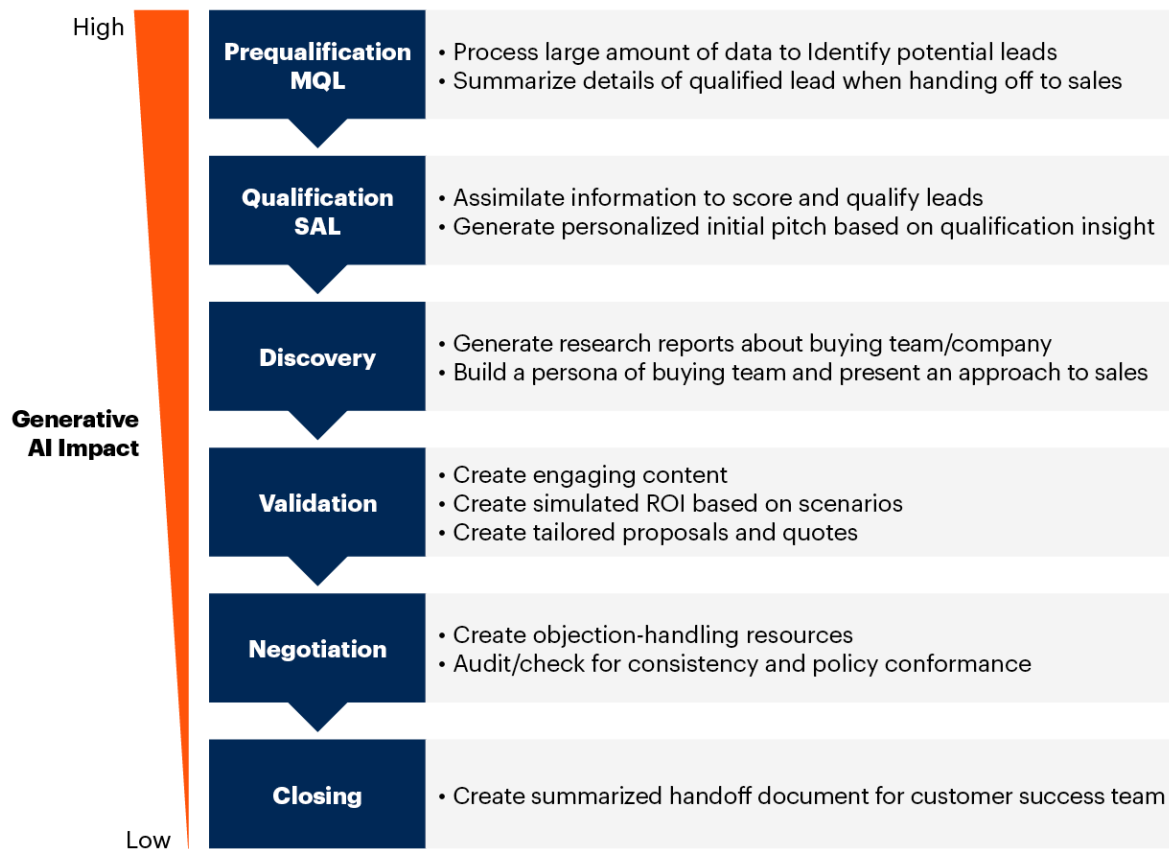 High
Prequalification
MQL
• Process large amount of data to Identify potential leads
• Summarize details of qualified lead when handing off to sales
Qualification
SAL
• Assimilate information to score and qualify leads
• Generate personalized initial pitch based on qualification insight
Discovery
• Generate research reports about buying team/company
• Build a persona of buying team and present an approach to sales
Generative
AI Impact
Validation
• Create engaging content
• Create simulated ROI based on scenarios
• Create tailored proposals and quotes
Negotiation
• Create objection-handling resources
• Audit/check for consistency and policy conformance
Closing
• Create summarized handoff document for customer success team
Low